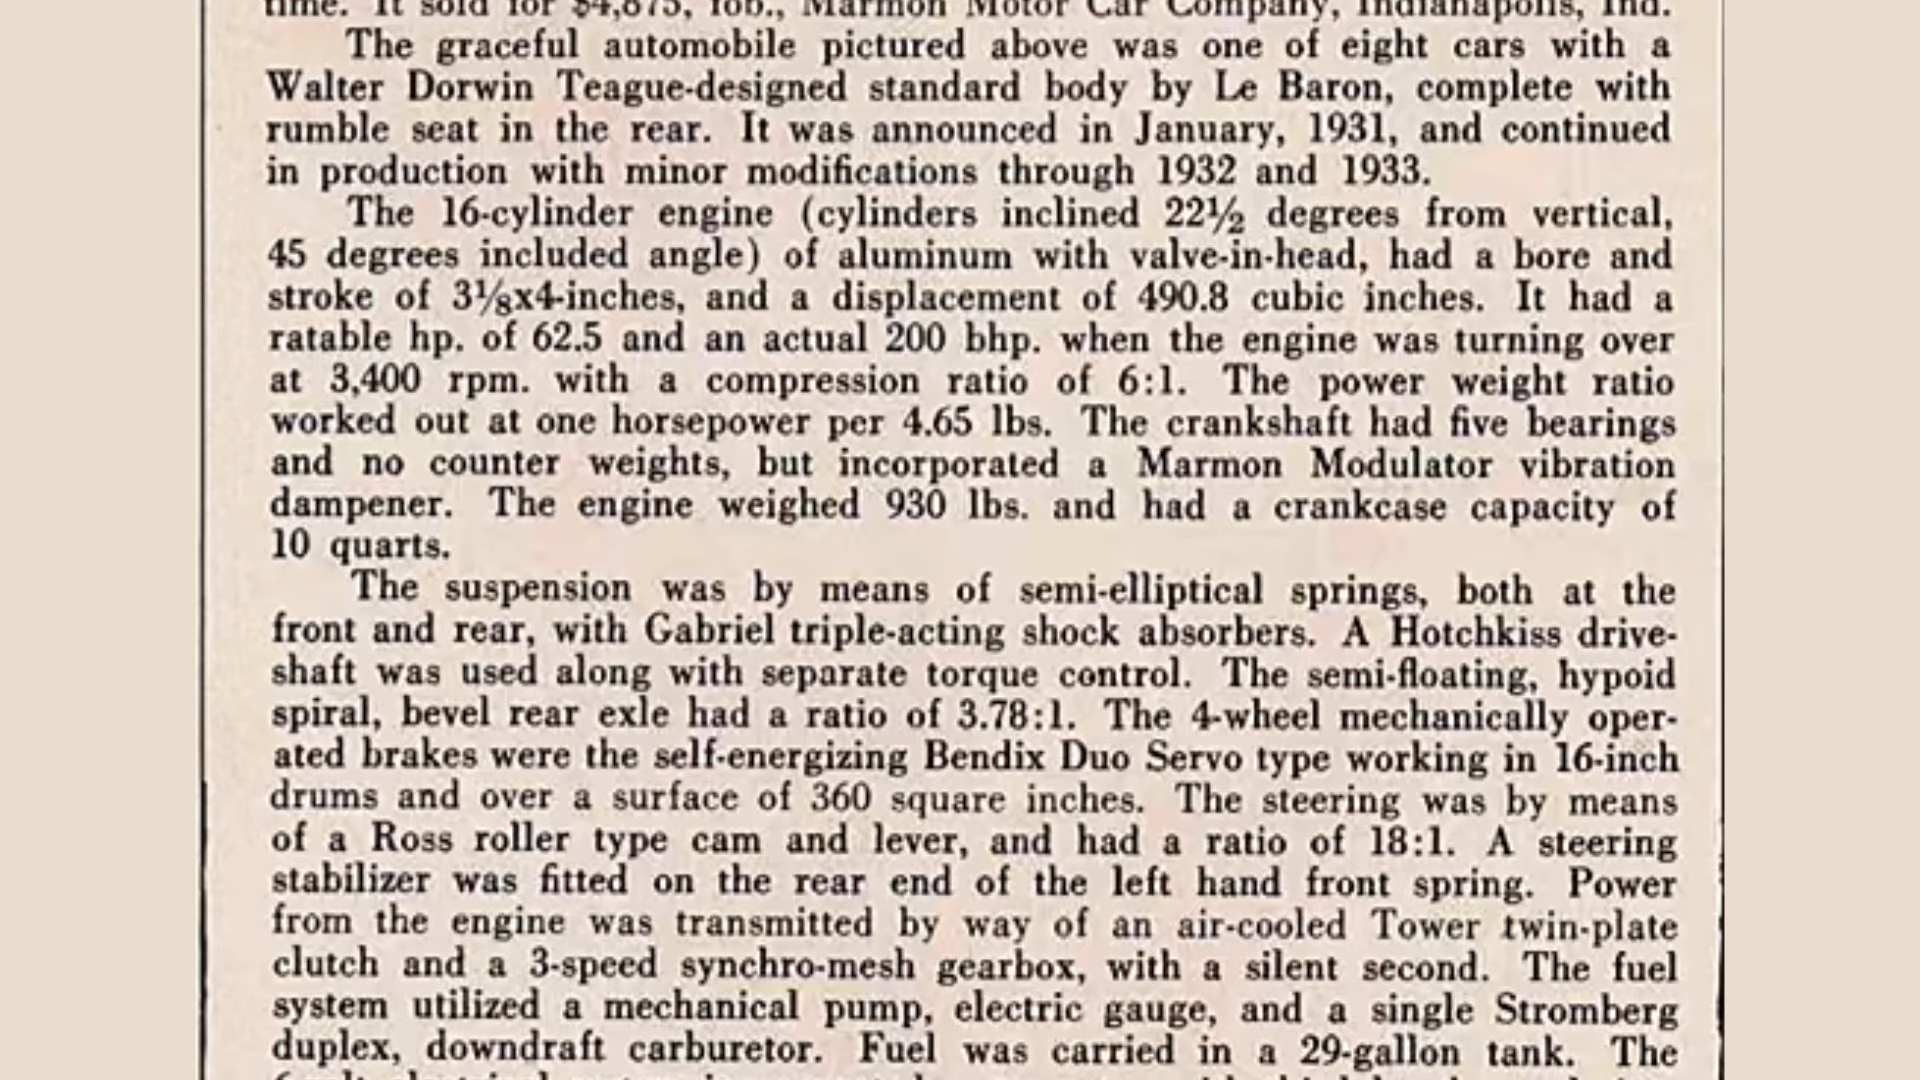 time. It sold for $4,875, fob., Marmon Motor Car Company, Indianapolis, Ind.
The graceful automobile pictured above was one of eight cars with a
Walter Dorwin Teague-designed standard body by Le Baron, complete with
rumble seat in the rear. It was announced in January, 1931, and continued
in production with minor modifications through 1932 and 1933.
The 16-cylinder engine (cylinders inclined 22½ degrees from vertical,
45 degrees included angle) of aluminum with valve-in-head, had a bore and
stroke of 3⅛x4-inches, and a displacement of 490.8 cubic inches. It had a
ratable hp. of 62.5 and an actual 200 bhp. when the engine was turning over
at 3,400 rpm. with a compression ratio of 6:1. The power weight ratio
worked out at one horsepower per 4.65 lbs. The crankshaft had five bearings
and no counter weights, but incorporated a Marmon Modulator vibration
dampener. The engine weighed 930 lbs. and had a crankcase capacity of
10 quarts.
The suspension was by means of semi-elliptical springs, both at the
front and rear, with Gabriel triple-acting shock absorbers. A Hotchkiss drive-
shaft was used along with separate torque control. The semi-floating, hypoid
spiral, bevel rear exle had a ratio of 3.78:1. The 4-wheel mechanically oper-
ated brakes were the self-energizing Bendix Duo Servo type working in 16-inch
drums and over a surface of 360 square inches. The steering was by means
of a Ross roller type cam and lever, and had a ratio of 18:1. A steering
stabilizer was fitted on the rear end of the left hand front spring. Power
from the engine was transmitted by way of an air-cooled Tower twin-plate
clutch and a 3-speed synchro-mesh gearbox, with a silent second. The fuel
system utilized a mechanical pump, electric gauge, and a single Stromberg
duplex, downdraft carburetor. Fuel was carried in a 29-gallon tank. The